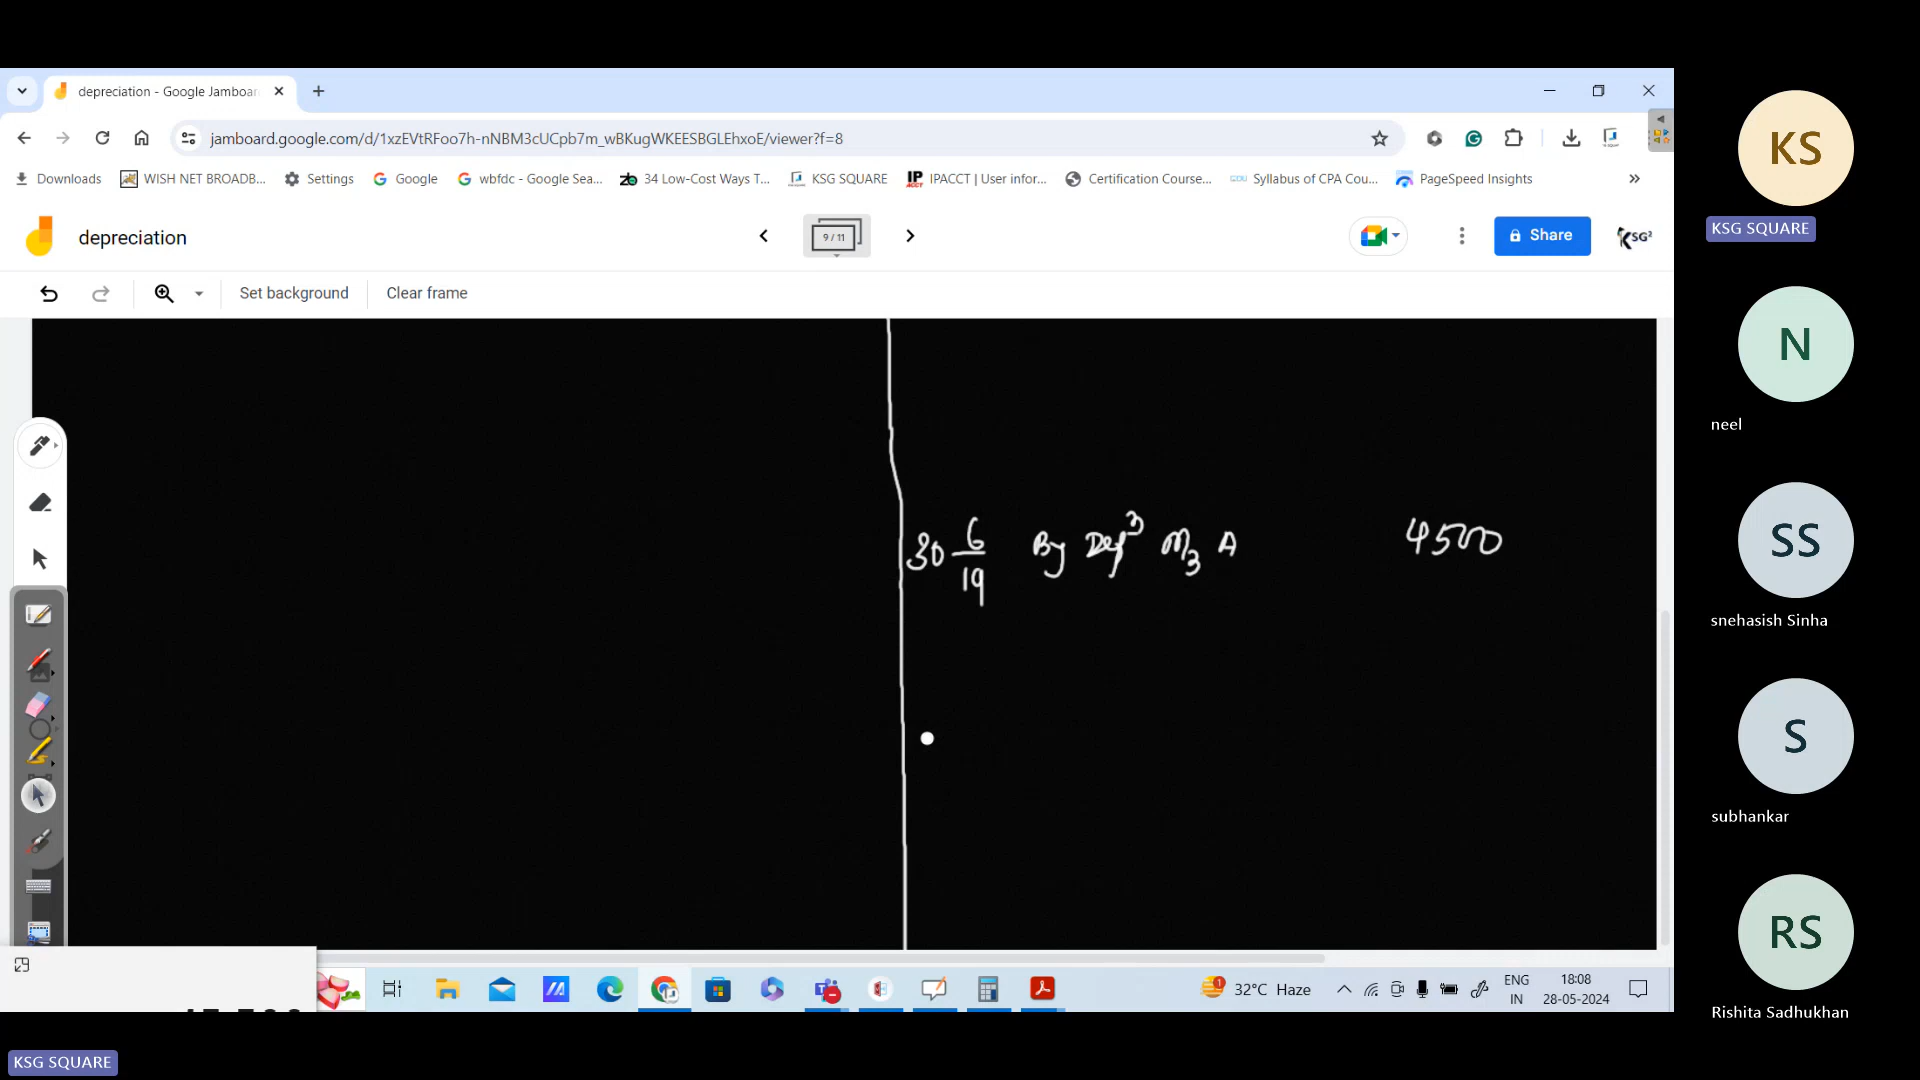 depreciation - Google Jamboar
jamboard.google.com/d/1xzEVtRFoo7h-nNBM3cUCpb7m_wBKugWKEESBGLEhxoE/viewer?f=8
Downloads WISH NET BROADB... Settings Google wbfdc - Google Sea... 34 Low-Cost Ways T... KSG SQUARE IPACCT | User infor... Certification Course... Syllabus of CPA Cou... PageSpeed Insights
depreciation
9 / 11
Share
KSG²
Set background Clear frame
30 6/19 By Dep³ M3 A 4500
32°C Haze
ENG
IN
18:08
28-05-2024
KS
KSG SQUARE
N
neel
SS
snehasish Sinha
S
subhankar
RS
Rishita Sadhukhan
KSG SQUARE